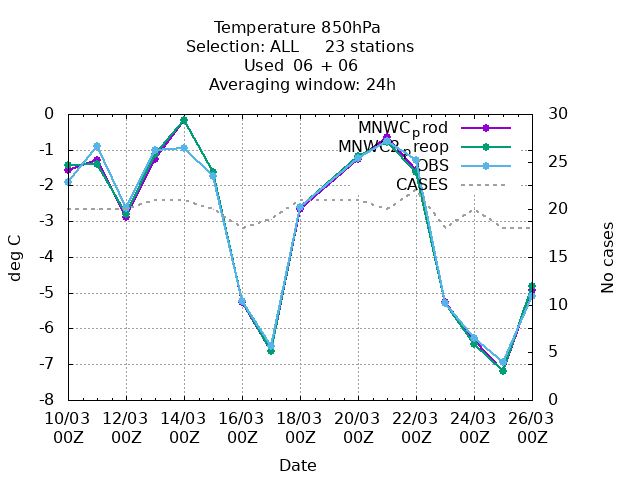 Temperature 850hPa
Selection: ALL 23 stations
Used 06 + 06
Averaging window: 24h
0 30
MNWC_prod
-1 MNWCP_preop
25
OBS
-2 CASES
-3 20
-4 15
deg C
No cases
-5 10
-6
-7 5
-8 0
10/03 12/03 14/03 16/03 18/03 20/03 22/03 24/03 26/03
00Z 00Z 00Z 00Z 00Z 00Z 00Z 00Z 00Z
Date